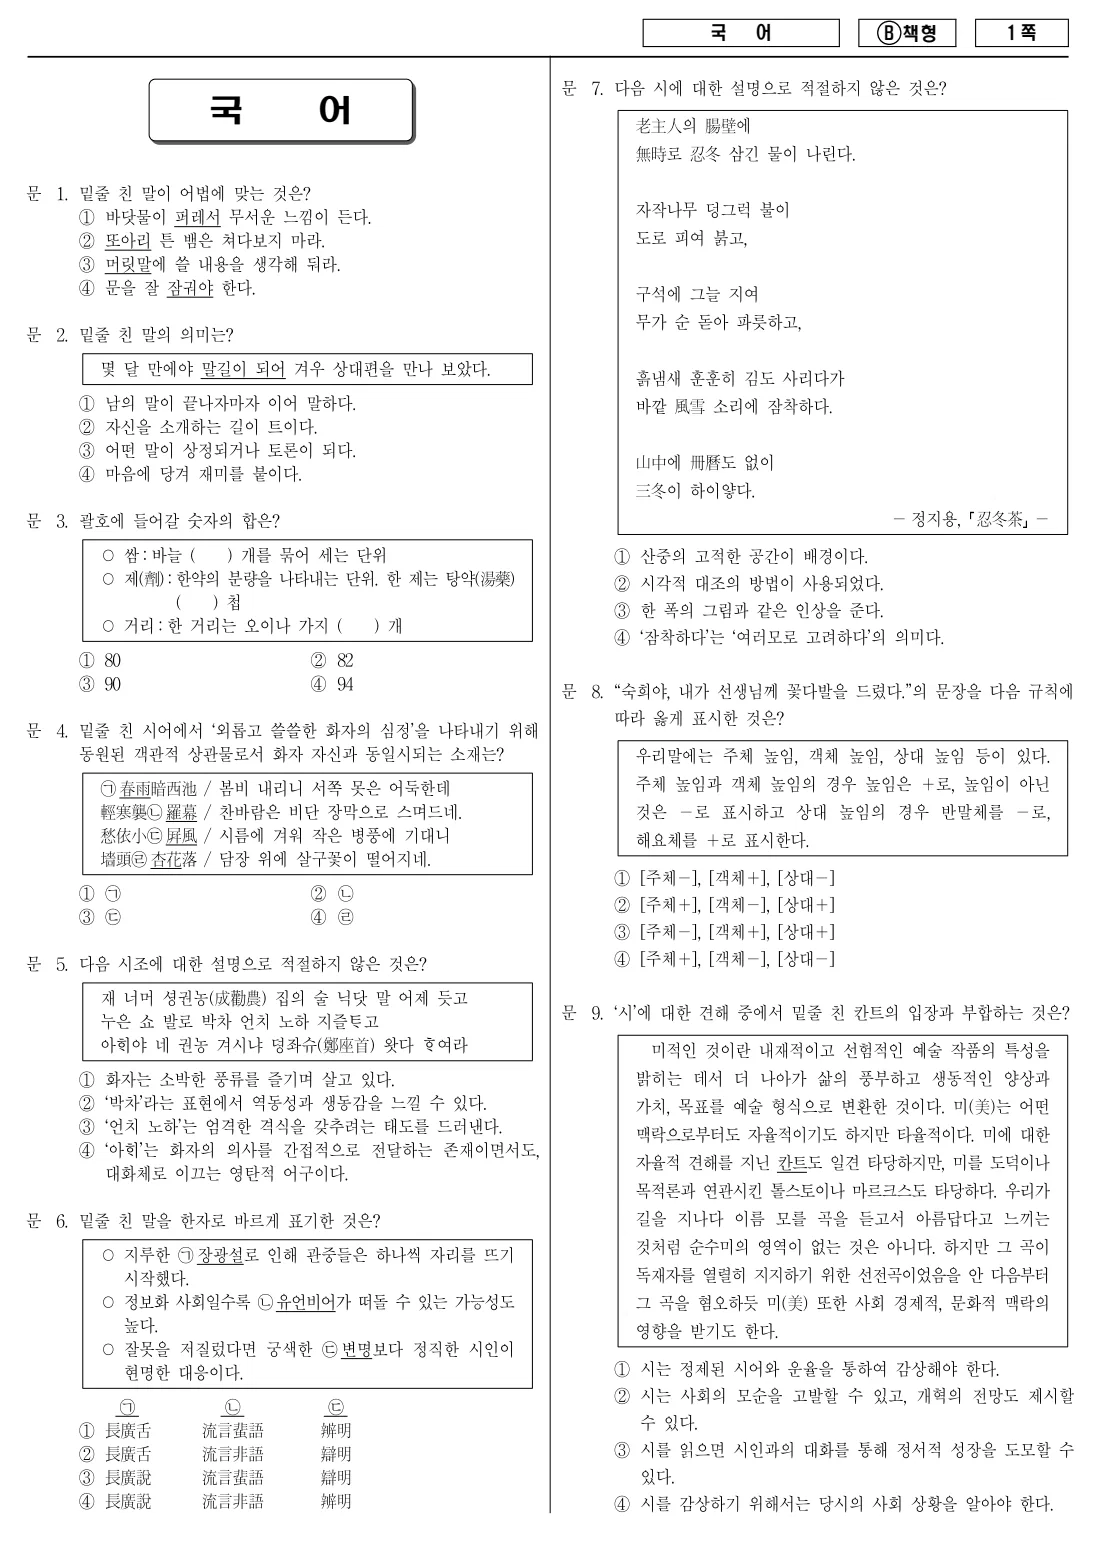 국 어
Ⓑ책형
1쪽
국 어
문 1. 밑줄 친 말이 어법에 맞는 것은?
① 바닷물이 퍼레서 무서운 느낌이 든다.
② 또아리 튼 뱀은 쳐다보지 마라.
③ 머릿말에 쓸 내용을 생각해 둬라.
④ 문을 잘 잠궈야 한다.
문 2. 밑줄 친 말의 의미는?
몇 달 만에야 말길이 되어 겨우 상대편을 만나 보았다.
① 남의 말이 끝나자마자 이어 말하다.
② 자신을 소개하는 길이 트이다.
③ 어떤 말이 상정되거나 토론이 되다.
④ 마음에 당겨 재미를 붙이다.
문 3. 괄호에 들어갈 숫자의 합은?
○ 쌈 : 바늘 ( ) 개를 묶어 세는 단위
○ 제(劑) : 한약의 분량을 나타내는 단위. 한 제는 탕약(湯藥)
( ) 첩
○ 거리 : 한 거리는 오이나 가지 ( ) 개
① 80 ② 82
③ 90 ④ 94
문 4. 밑줄 친 시어에서 ‘외롭고 쓸쓸한 화자의 심정’을 나타내기 위해
동원된 객관적 상관물로서 화자 자신과 동일시되는 소재는?
㉠春雨暗西池 / 봄비 내리니 서쪽 못은 어둑한데
輕寒襲㉡羅幕 / 찬바람은 비단 장막으로 스며드네.
愁依小㉢屛風 / 시름에 겨워 작은 병풍에 기대니
墻頭㉣杏花落 / 담장 위에 살구꽃이 떨어지네.
① ㉠ ② ㉡
③ ㉢ ④ ㉣
문 5. 다음 시조에 대한 설명으로 적절하지 않은 것은?
재 너머 셩권농(成勸農) 집의 술 닉닷 말 어제 듯고
누은 쇼 발로 박차 언치 노하 지즐ᄐᆞ고
아ᄒᆡ야 네 권농 겨시냐 뎡좌슈(鄭座首) 왓다 ᄒᆞ여라
① 화자는 소박한 풍류를 즐기며 살고 있다.
② ‘박차’라는 표현에서 역동성과 생동감을 느낄 수 있다.
③ ‘언치 노하’는 엄격한 격식을 갖추려는 태도를 드러낸다.
④ ‘아ᄒᆡ’는 화자의 의사를 간접적으로 전달하는 존재이면서도,
대화체로 이끄는 영탄적 어구이다.
문 6. 밑줄 친 말을 한자로 바르게 표기한 것은?
○ 지루한 ㉠장광설로 인해 관중들은 하나씩 자리를 뜨기
시작했다.
○ 정보화 사회일수록 ㉡유언비어가 떠돌 수 있는 가능성도
높다.
○ 잘못을 저질렀다면 궁색한 ㉢변명보다 정직한 시인이
현명한 대응이다.
㉠ ㉡ ㉢
① 長廣舌 流言蜚語 辨明
② 長廣舌 流言非語 辯明
③ 長廣說 流言蜚語 辯明
④ 長廣說 流言非語 辨明
문 7. 다음 시에 대한 설명으로 적절하지 않은 것은?
老主人의 腸壁에
無時로 忍冬 삼긴 물이 나린다.
자작나무 덩그럭 불이
도로 피여 붉고,
구석에 그늘 지여
무가 순 돋아 파릇하고,
흙냄새 훈훈히 김도 사리다가
바깥 風雪 소리에 잠착하다.
山中에 冊曆도 없이
三冬이 하이얗다.
－ 정지용, 「忍冬茶」 －
① 산중의 고적한 공간이 배경이다.
② 시각적 대조의 방법이 사용되었다.
③ 한 폭의 그림과 같은 인상을 준다.
④ ‘잠착하다’는 ‘여러모로 고려하다’의 의미다.
문 8. “숙희야, 내가 선생님께 꽃다발을 드렸다.”의 문장을 다음 규칙에
따라 옳게 표시한 것은?
우리말에는 주체 높임, 객체 높임, 상대 높임 등이 있다.
주체 높임과 객체 높임의 경우 높임은 +로, 높임이 아닌
것은 －로 표시하고 상대 높임의 경우 반말체를 －로,
해요체를 +로 표시한다.
① [주체－], [객체+], [상대－]
② [주체+], [객체－], [상대+]
③ [주체－], [객체+], [상대+]
④ [주체+], [객체－], [상대－]
문 9. ‘시’에 대한 견해 중에서 밑줄 친 칸트의 입장과 부합하는 것은?
미적인 것이란 내재적이고 선험적인 예술 작품의 특성을
밝히는 데서 더 나아가 삶의 풍부하고 생동적인 양상과
가치, 목표를 예술 형식으로 변환한 것이다. 미(美)는 어떤
맥락으로부터도 자율적이기도 하지만 타율적이다. 미에 대한
자율적 견해를 지닌 칸트도 일견 타당하지만, 미를 도덕이나
목적론과 연관시킨 톨스토이나 마르크스도 타당하다. 우리가
길을 지나다 이름 모를 곡을 듣고서 아름답다고 느끼는
것처럼 순수미의 영역이 없는 것은 아니다. 하지만 그 곡이
독재자를 열렬히 지지하기 위한 선전곡이었음을 안 다음부터
그 곡을 혐오하듯 미(美) 또한 사회 경제적, 문화적 맥락의
영향을 받기도 한다.
① 시는 정제된 시어와 운율을 통하여 감상해야 한다.
② 시는 사회의 모순을 고발할 수 있고, 개혁의 전망도 제시할
수 있다.
③ 시를 읽으면 시인과의 대화를 통해 정서적 성장을 도모할 수
있다.
④ 시를 감상하기 위해서는 당시의 사회 상황을 알아야 한다.